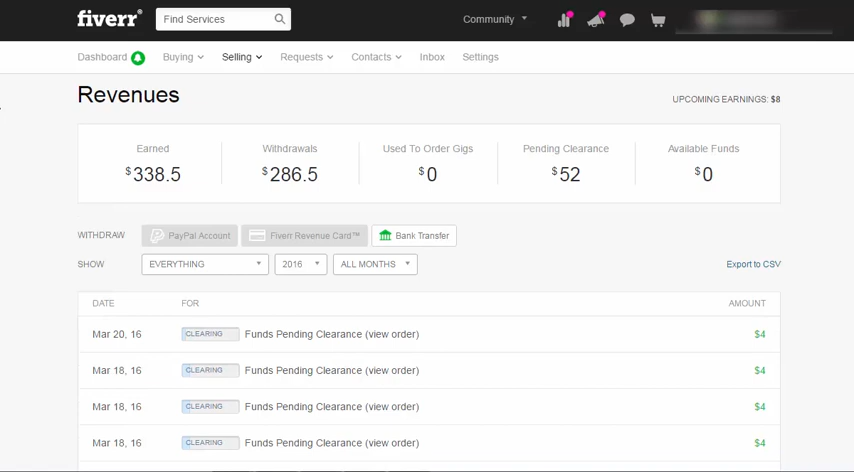 fiverr®
Find Services
Community
Dashboard Buying Selling Requests Contacts Inbox Settings
Revenues
UPCOMING EARNINGS: $8
Earned Withdrawals Used To Order Gigs Pending Clearance Available Funds
$338.5 $286.5 $0 $52 $0
WITHDRAW PayPal Account Fiverr Revenue Card™ Bank Transfer
SHOW EVERYTHING 2016 ALL MONTHS Export to CSV
DATE FOR AMOUNT
Mar 20, 16 CLEARING Funds Pending Clearance (view order) $4
Mar 18, 16 CLEARING Funds Pending Clearance (view order) $4
Mar 18, 16 CLEARING Funds Pending Clearance (view order) $4
Mar 18, 16 CLEARING Funds Pending Clearance (view order) $4